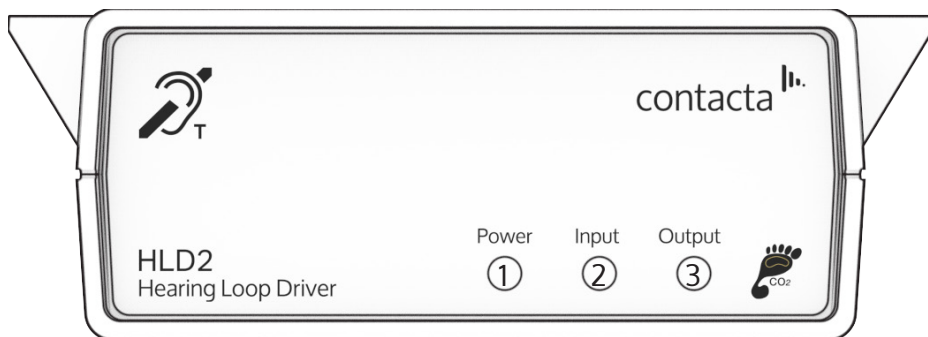 T
contacta
Power Input Output
1 2 3
HLD2
Hearing Loop Driver
CO2